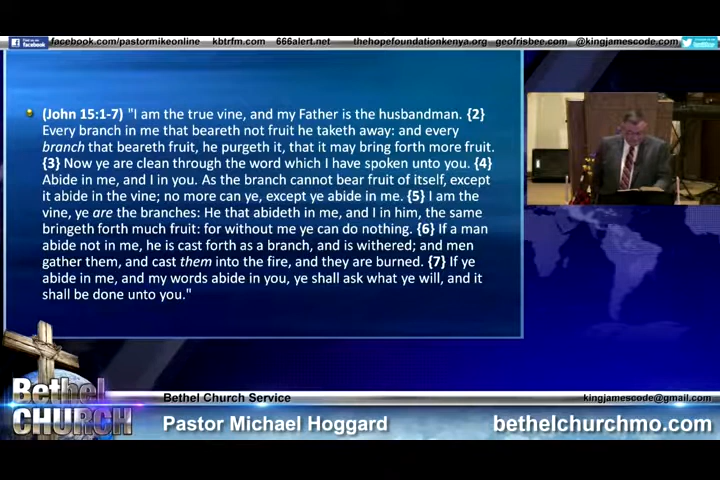 facebook.com/pastormikeonline kbtrfm.com 666alert.net thehopefoundationkenya.org geofrisbee.com @kingjamescode.com
(John 15:1-7) "I am the true vine, and my Father is the husbandman. {2}
Every branch in me that beareth not fruit he taketh away: and every
branch that beareth fruit, he purgeth it, that it may bring forth more fruit.
{3} Now ye are clean through the word which I have spoken unto you. {4}
Abide in me, and I in you. As the branch cannot bear fruit of itself, except
it abide in the vine; no more can ye, except ye abide in me. {5} I am the
vine, ye are the branches: He that abideth in me, and I in him, the same
bringeth forth much fruit: for without me ye can do nothing. {6} If a man
abide not in me, he is cast forth as a branch, and is withered; and men
gather them, and cast them into the fire, and they are burned. {7} If ye
abide in me, and my words abide in you, ye shall ask what ye will, and it
shall be done unto you."
Bethel
CHURCH
Bethel Church Service kingjamescode@gmail.com
Pastor Michael Hoggard bethelchurchmo.com